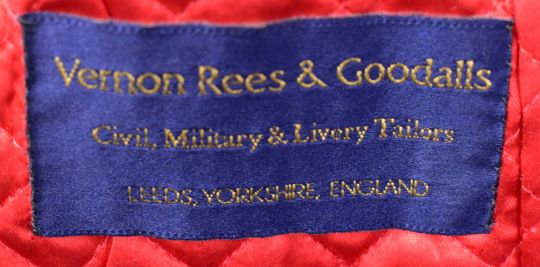 Vernon Rees & Goodalls
Civil, Military & Livery Tailors
LEEDS, YORKSHIRE, ENGLAND